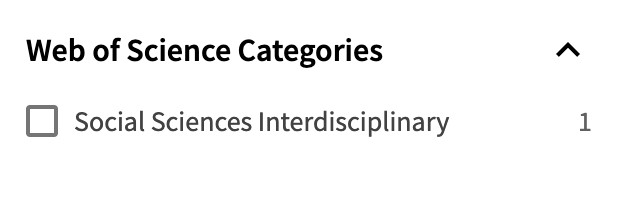 Web of Science Categories
Social Sciences Interdisciplinary 1